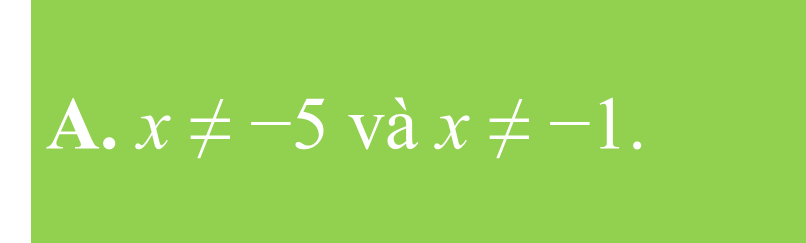 A. x ≠ −5 và x ≠ −1.